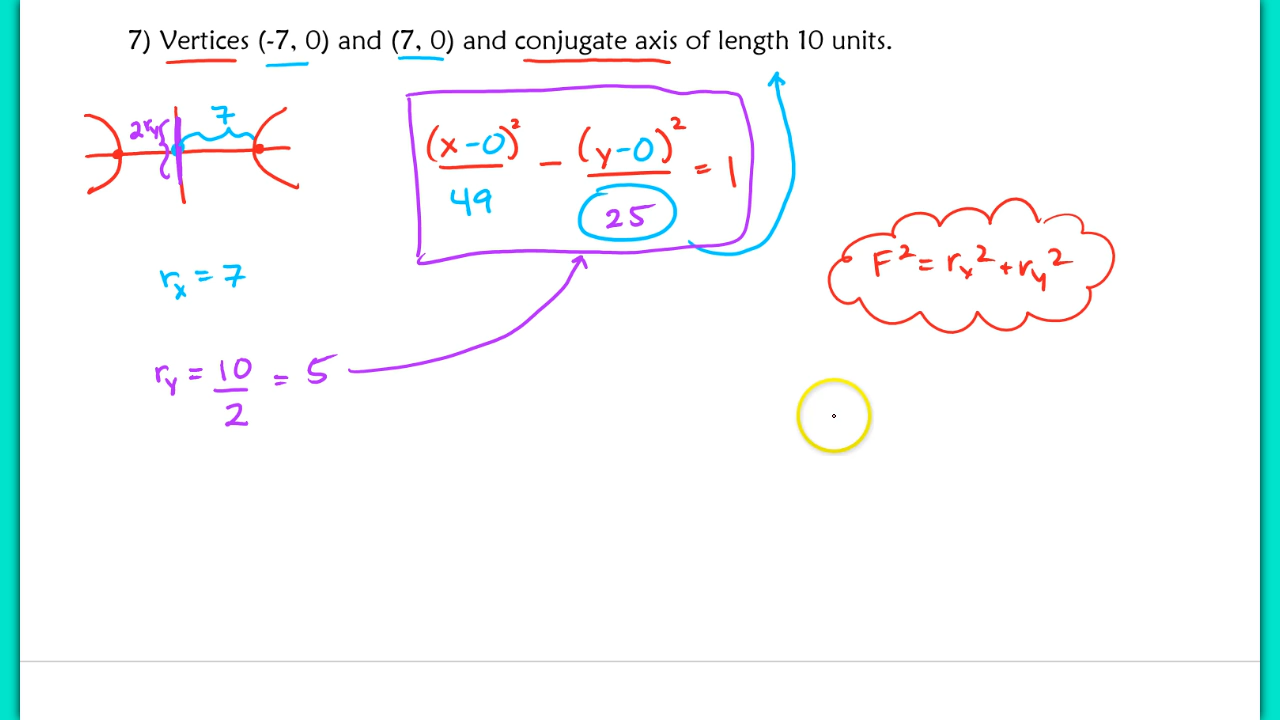 7) Vertices (-7, 0) and (7, 0) and conjugate axis of length 10 units.
2ry 7
(x-0)² / 49 - (y-0)² / 25 = 1
F² = rx² + ry²
rx = 7
ry = 10/2 = 5